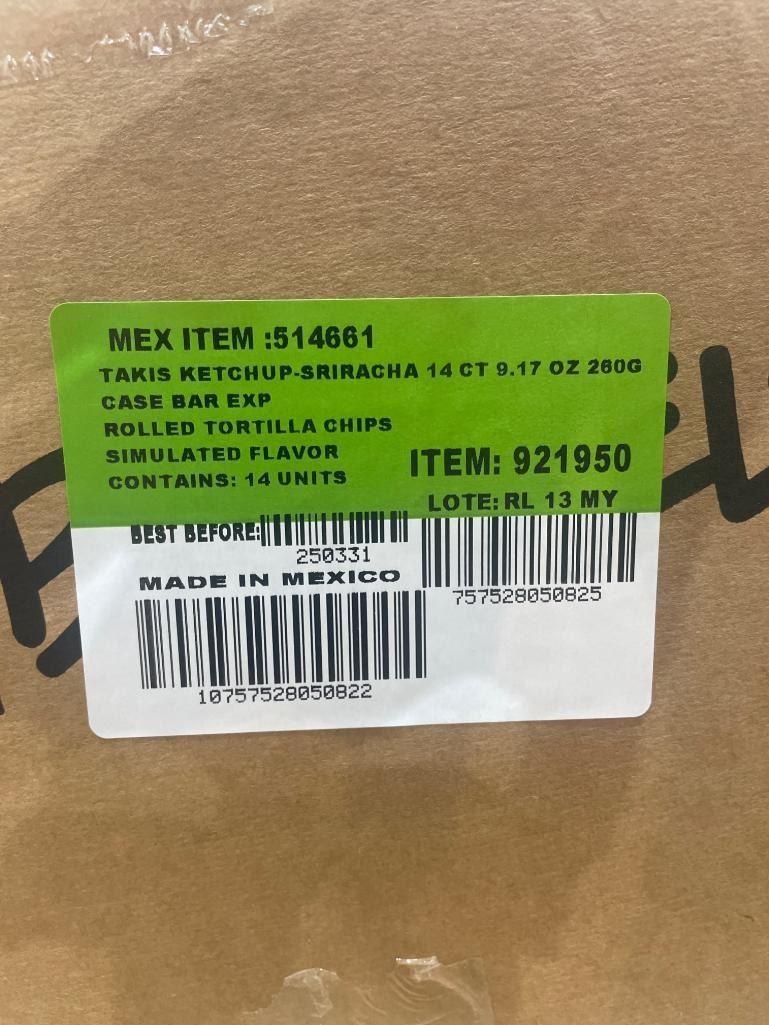 MEX ITEM :514661
TAKIS KETCHUP-SRIRACHA 14 CT 9.17 OZ 260G
CASE BAR EXP
ROLLED TORTILLA CHIPS
SIMULATED FLAVOR
CONTAINS: 14 UNITS
ITEM: 921950
LOTE: RL 13 MY
BEST BEFORE:
250331
MADE IN MEXICO
757528050825
10757528050822